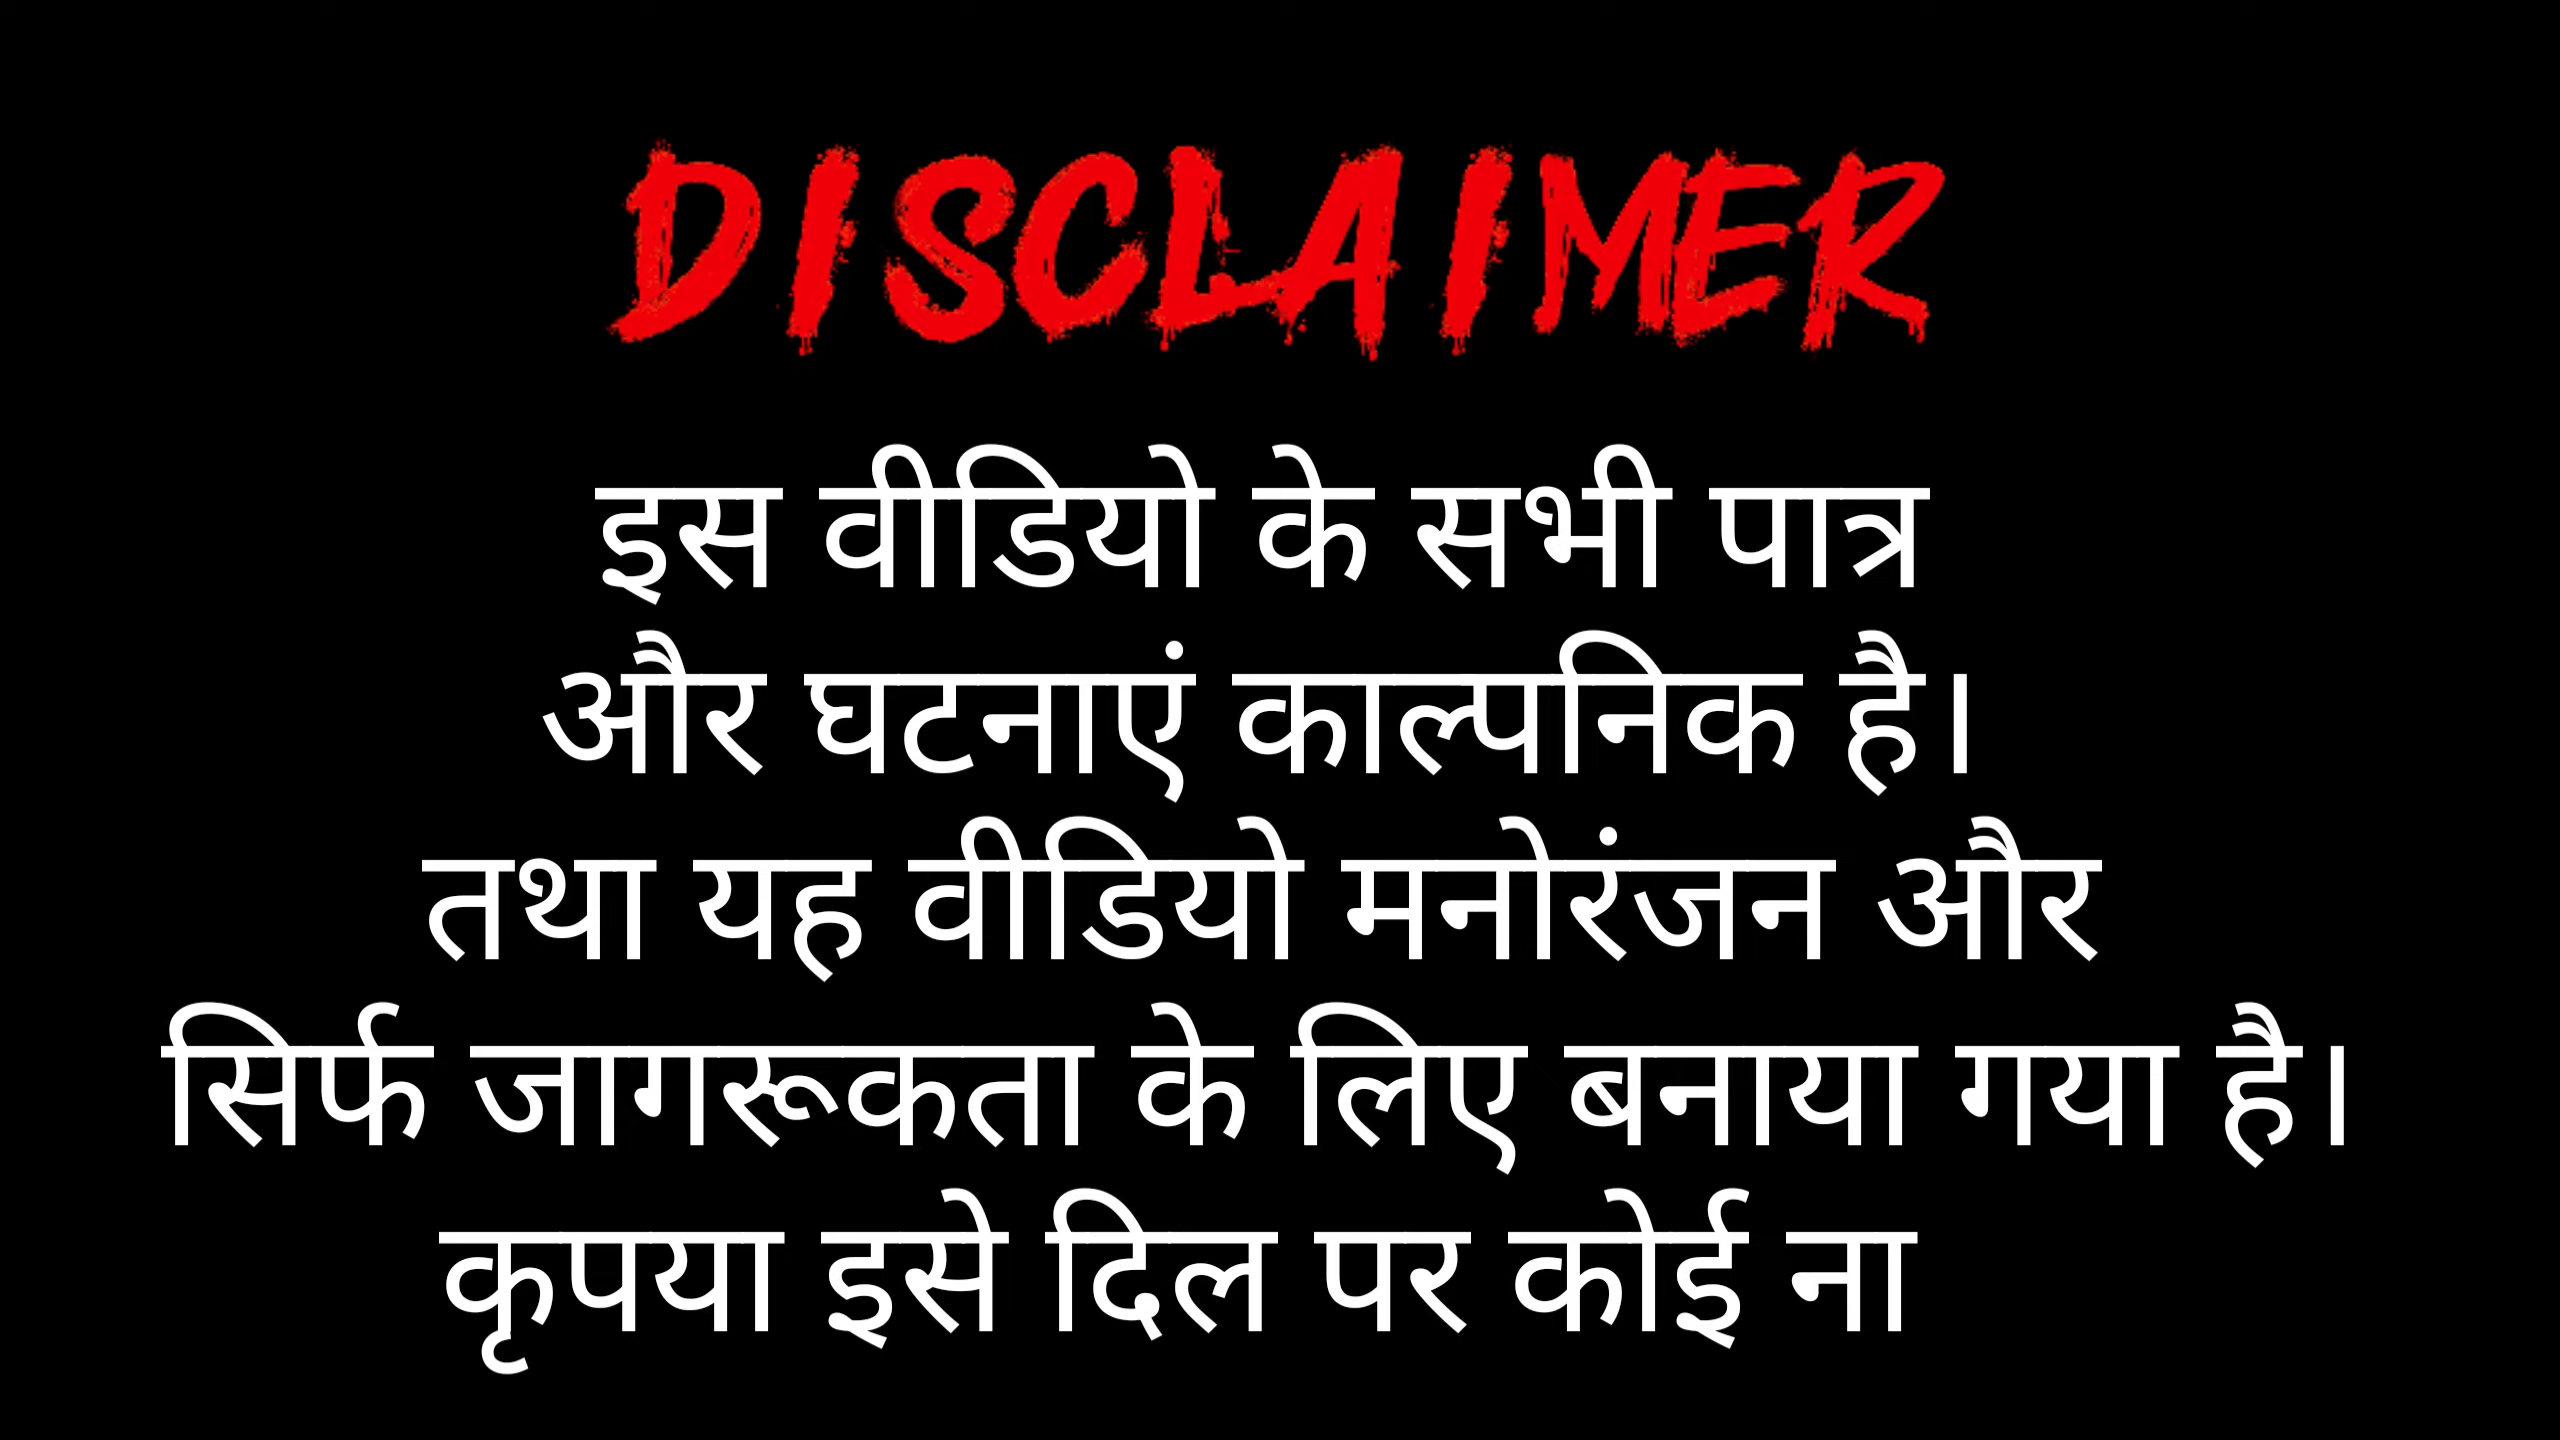 DISCLAIMER
इस वीडियो के सभी पात्र
और घटनाएं काल्पनिक है।
तथा यह वीडियो मनोरंजन और
सिर्फ जागरूकता के लिए बनाया गया है।
कृपया इसे दिल पर कोई ना